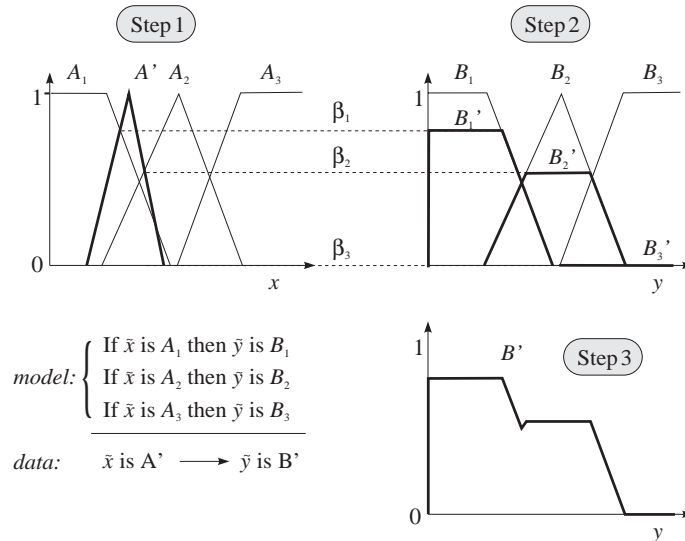 Step 1
Step 2
A₁ A’ A₂ A₃
B₁ B₂ B₃
1
β₁
1
B₁’
β₂
B₂’
0
β₃
0
B₃’
x
y
model:
If x̃ is A₁ then ỹ is B₁
If x̃ is A₂ then ỹ is B₂
If x̃ is A₃ then ỹ is B₃
data: x̃ is A‘ ⟶ ỹ is B‘
1
B’
Step 3
0
y